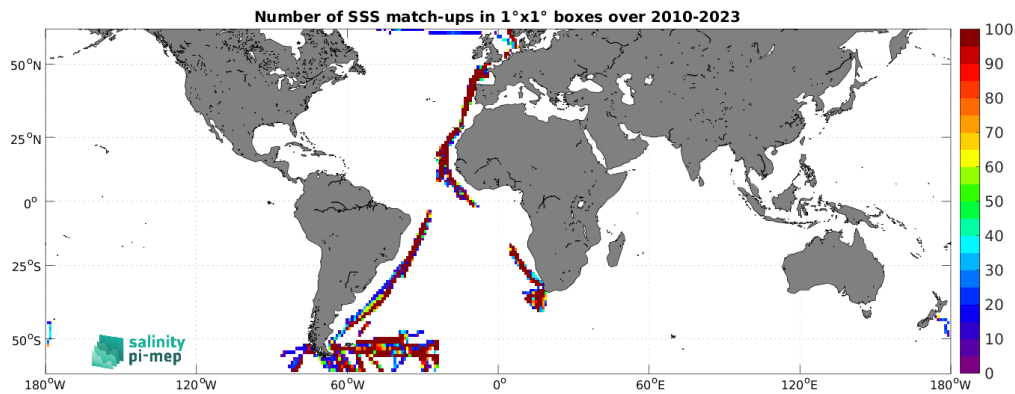 Number of SSS match-ups in 1°x1° boxes over 2010-2023
50°N
25°N
0°
25°S
50°S
180°W
120°W
60°W
0°
60°E
120°E
180°W
100
90
80
70
60
50
40
30
20
10
0
salinity
pi-mep